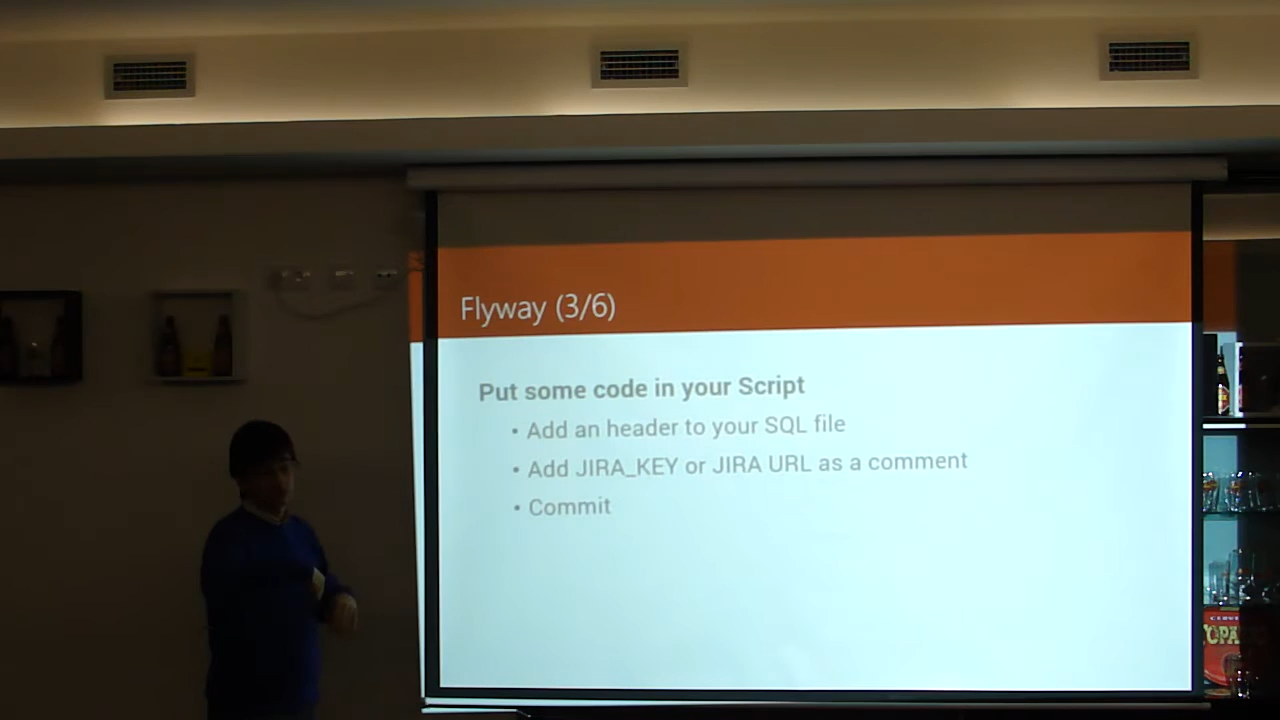 Flyway (3/6)
Put some code in your Script
• Add an header to your SQL file
• Add JIRA_KEY or JIRA URL as a comment
• Commit